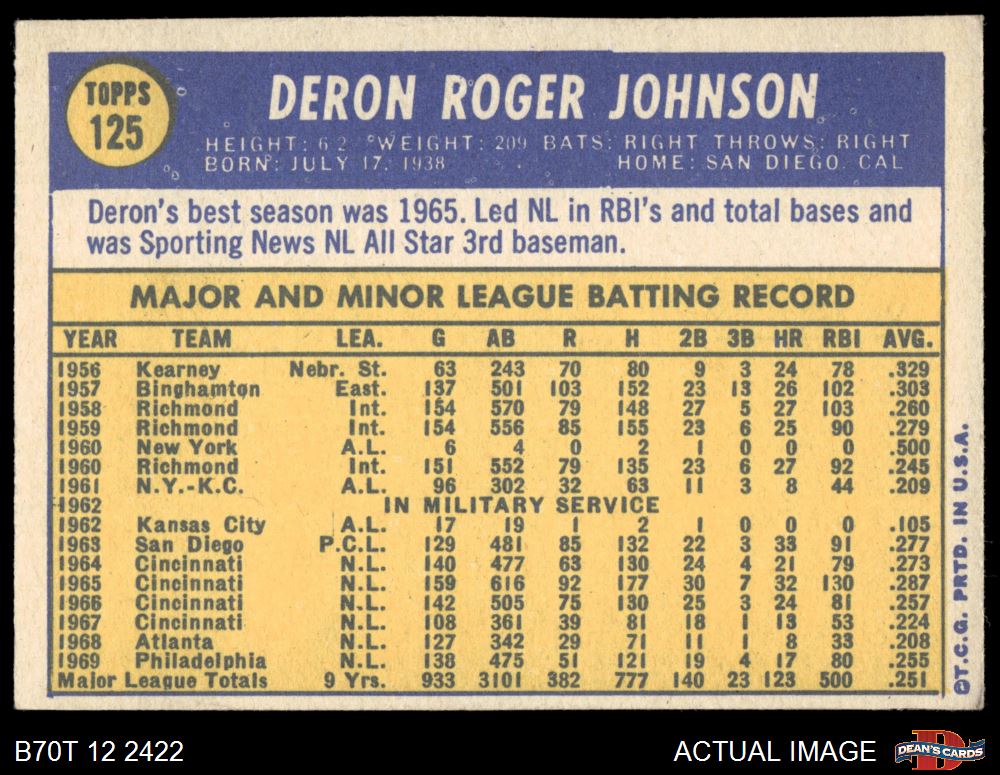 TOPPS
125
DERON ROGER JOHNSON
HEIGHT: 6 2 WEIGHT: 209 BATS: RIGHT THROWS: RIGHT
BORN: JULY 17, 1938 HOME: SAN DIEGO, CAL
Deron's best season was 1965. Led NL in RBI's and total bases and
was Sporting News NL All Star 3rd baseman.
MAJOR AND MINOR LEAGUE BATTING RECORD
YEAR TEAM LEA. G AB R H 2B 3B HR RBI AVG.
1956 Kearney Nebr. St. 63 243 70 80 9 3 24 78 .329
1957 Binghamton East. 137 501 103 152 23 13 26 102 .303
1958 Richmond Int. 154 570 79 148 27 5 27 103 .260
1959 Richmond Int. 154 556 85 155 23 6 25 90 .279
1960 New York A.L. 6 4 0 2 1 0 0 0 .500
1960 Richmond Int. 151 552 79 135 23 6 27 92 .245
1961 N.Y.-K.C. A.L. 96 302 32 63 11 3 8 44 .209
1962 IN MILITARY SERVICE
1962 Kansas City A.L. 17 19 1 2 1 0 0 0 .105
1963 San Diego P.C.L. 129 481 85 132 22 3 33 91 .277
1964 Cincinnati N.L. 140 477 63 130 24 4 21 79 .273
1965 Cincinnati N.L. 159 616 92 177 30 7 32 130 .287
1966 Cincinnati N.L. 142 505 75 130 25 3 24 81 .257
1967 Cincinnati N.L. 108 361 39 81 18 1 13 53 .224
1968 Atlanta N.L. 127 342 29 71 11 1 8 33 .208
1969 Philadelphia N.L. 138 475 51 121 19 4 17 80 .255
Major League Totals 9 Yrs. 933 3101 382 777 140 23 123 500 .251
©T.C.G. PRTD. IN U.S.A.
B70T 12 2422
ACTUAL IMAGE
DEAN'S CARDS